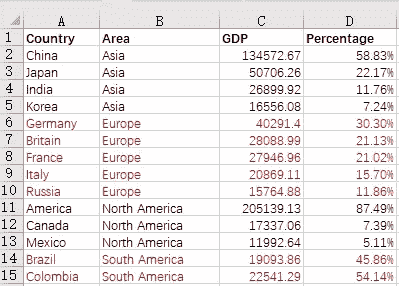 A B C D
1 Country Area GDP Percentage
2 China Asia 134572.67 58.83%
3 Japan Asia 50706.26 22.17%
4 India Asia 26899.92 11.76%
5 Korea Asia 16556.08 7.24%
6 Germany Europe 40291.4 30.30%
7 Britain Europe 28088.99 21.13%
8 France Europe 27946.96 21.02%
9 Italy Europe 20869.11 15.70%
10 Russia Europe 15764.88 11.86%
11 America North America 205139.13 87.49%
12 Canada North America 17337.06 7.39%
13 Mexico North America 11992.64 5.11%
14 Brazil South America 19093.86 45.86%
15 Colombia South America 22541.29 54.14%